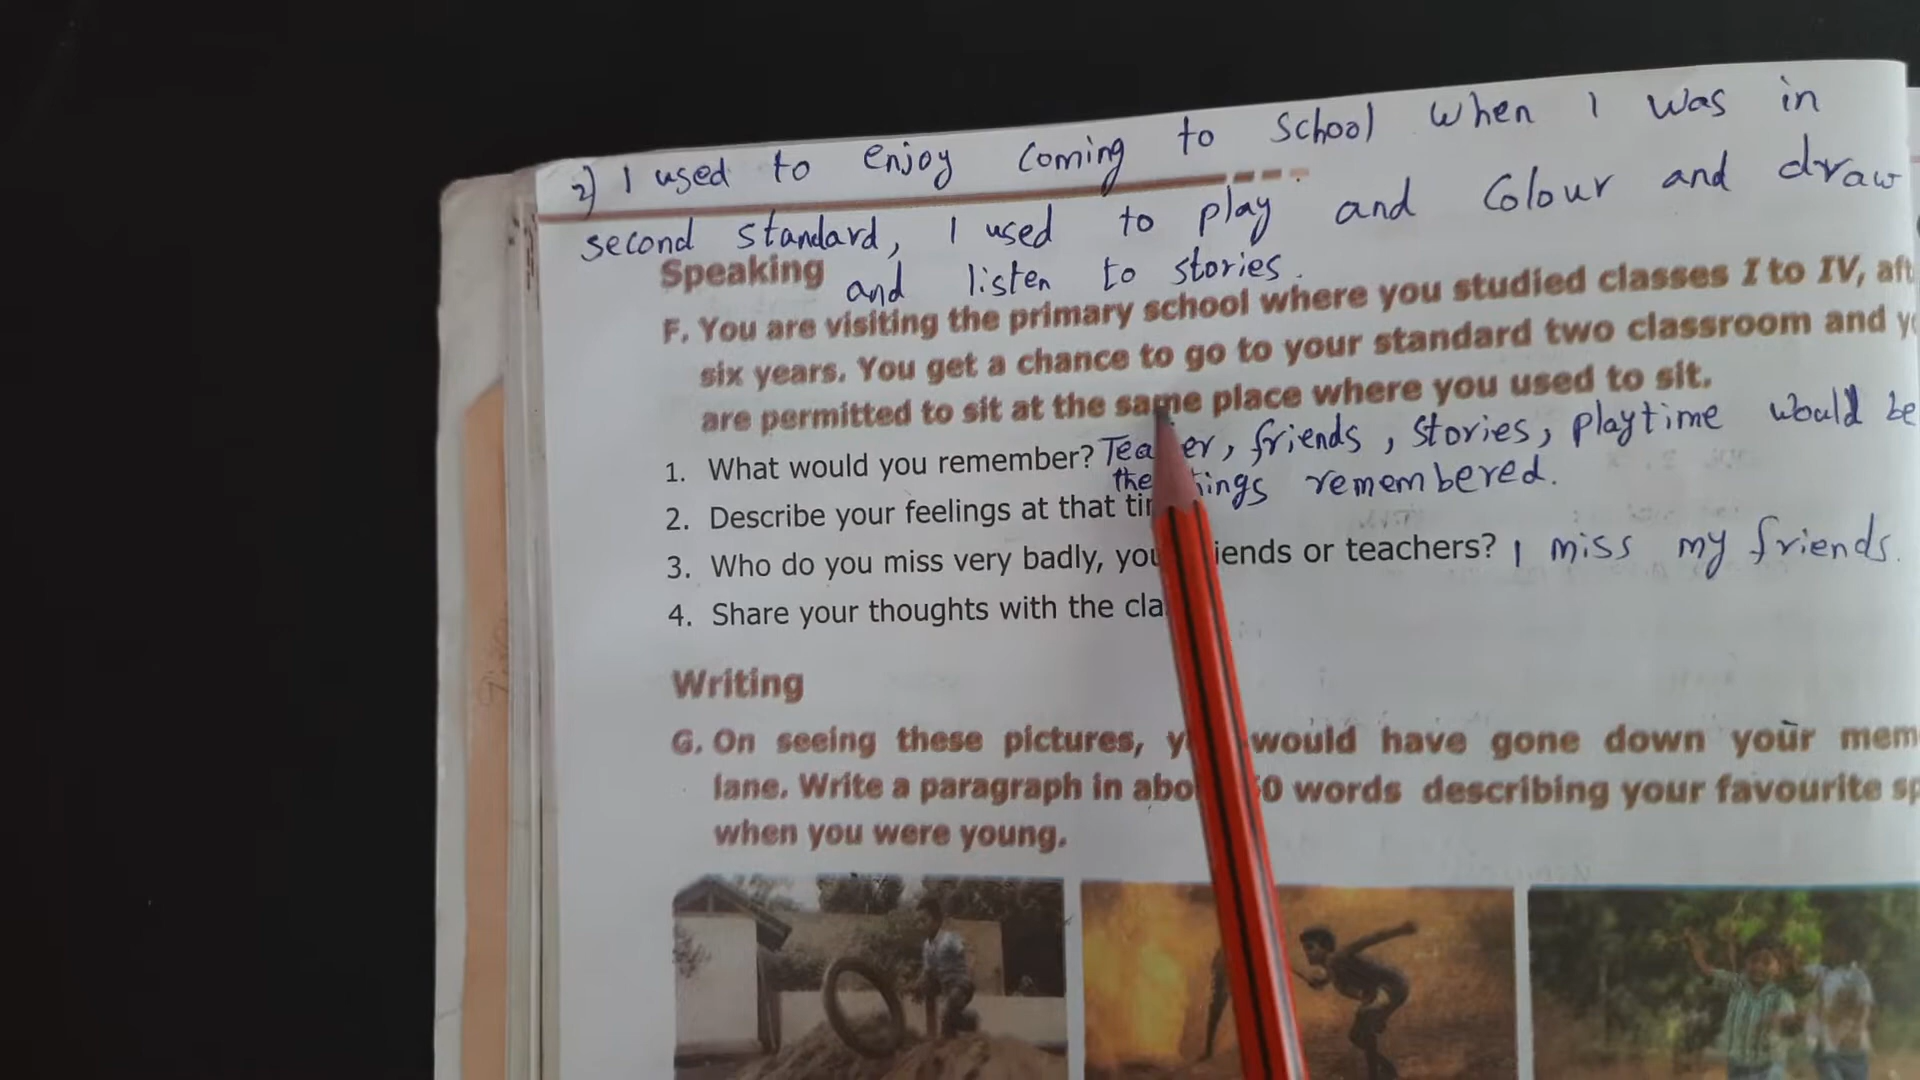 2) I used to enjoy coming to school when I was in
second standard, I used to play and colour and draw
and listen to stories.
Speaking
F. You are visiting the primary school where you studied classes I to IV, aft
six years. You get a chance to go to your standard two classroom and yo
are permitted to sit at the same place where you used to sit.
1. What would you remember? Teacher, friends, stories, playtime would be
the things remembered.
2. Describe your feelings at that
3. Who do you miss very badly, your friends or teachers? I miss my friends.
4. Share your thoughts with the
Writing
G. On seeing these pictures, would have gone down your mem
lane. Write a paragraph in words describing your favourite sp
when you were young.